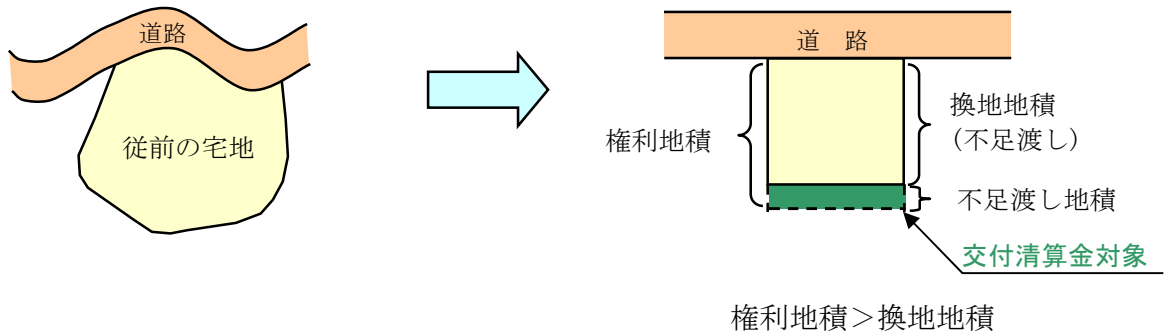 道路
従前の宅地
道　路
権利地積
換地地積
（不足渡し）
不足渡し地積
交付清算金対象
権利地積＞換地地積